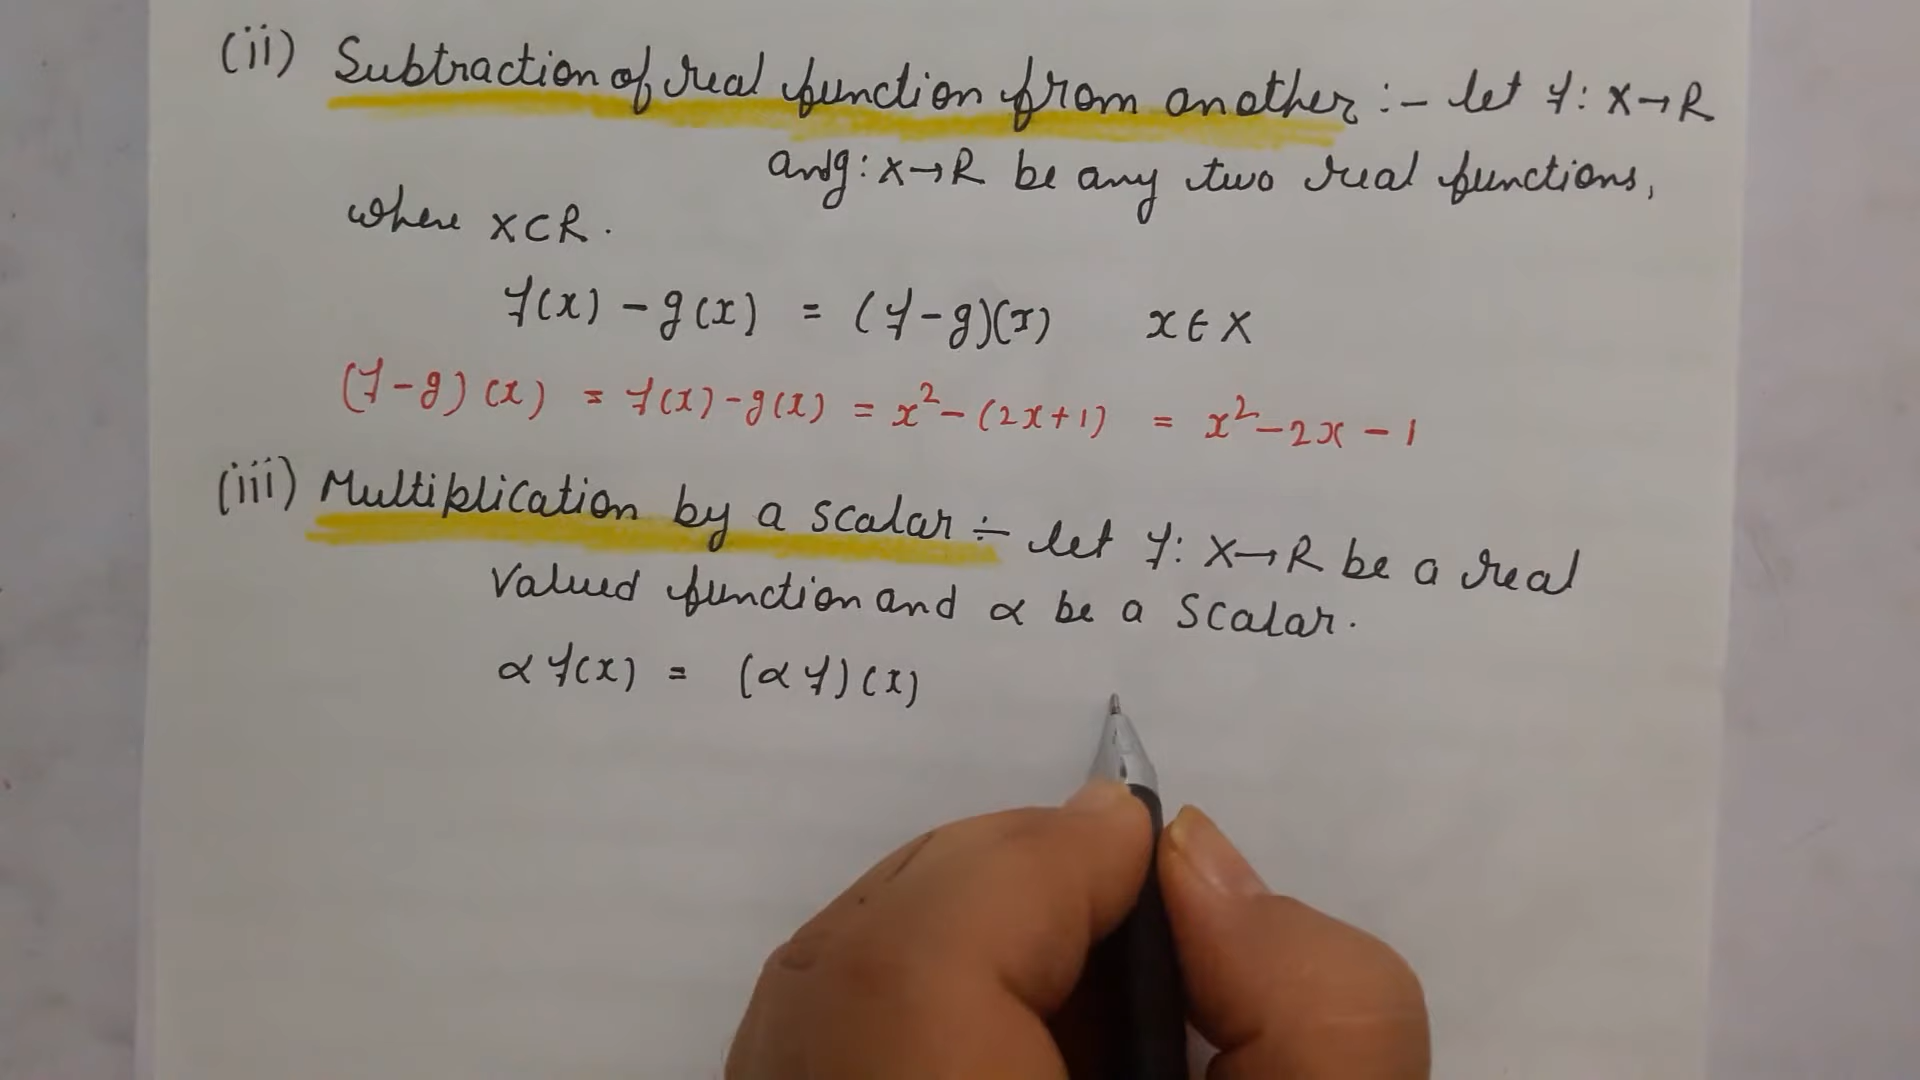 (ii) Subtraction of real function from another :- let f: X→R
and g: X→R be any two real functions,
where X⊂R.
f(x) - g(x) = (f-g)(x) x∈X
(f-g)(x) = f(x)-g(x) = x²-(2x+1) = x²-2x-1
(iii) Multiplication by a scalar :- let f: X→R be a real
valued function and α be a scalar.
αf(x) = (αf)(x)